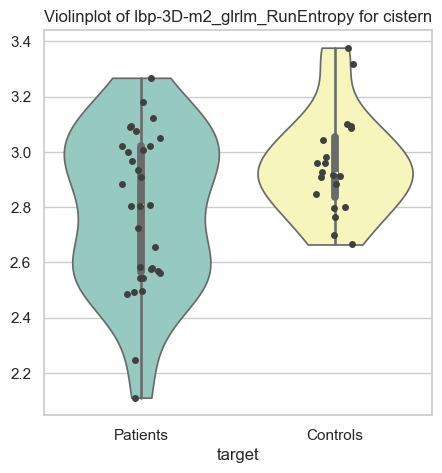 Violinplot of lbp-3D-m2_glrlm_RunEntropy for cistern
3.4
3.2
3.0
2.8
2.6
2.4
2.2
Patients
Controls
target